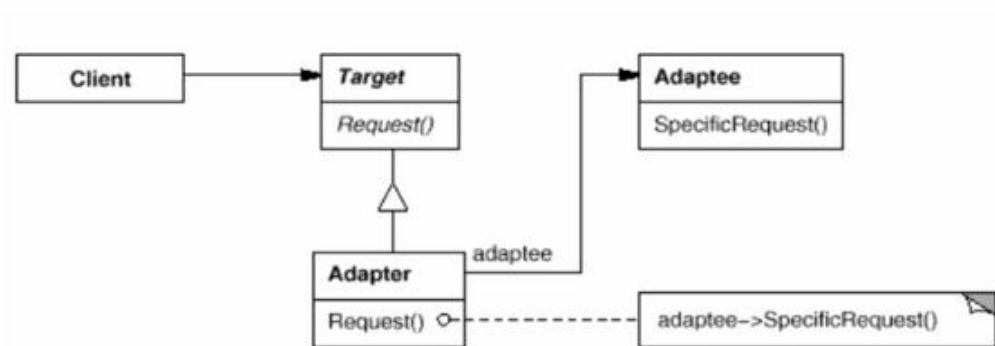 Client
Target
Request()
Adaptee
SpecificRequest()
adaptee
Adapter
Request()
adaptee->SpecificRequest()